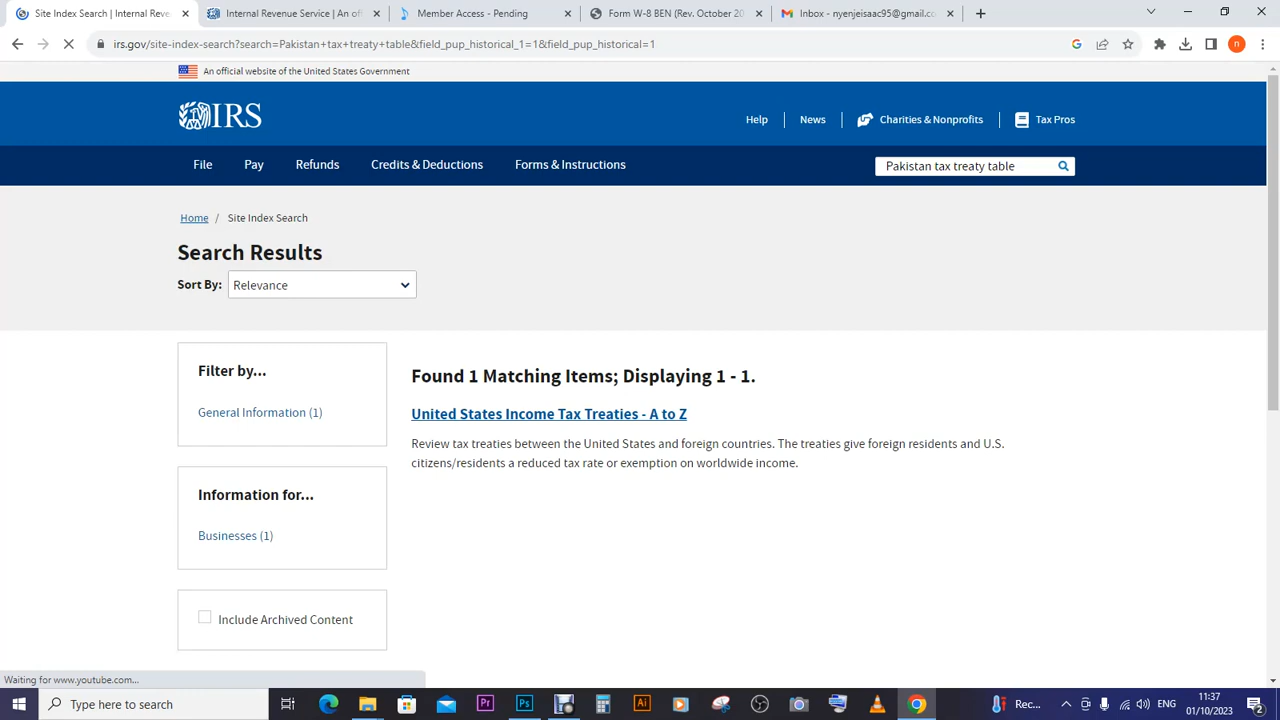 Site Index Search | Internal Reve
Internal Revenue Service | An of
Member Access - Pending
Form W-8 BEN (Rev. October 20
Inbox - nyenjeisaac95@gmail.co
irs.gov/site-index-search?search=Pakistan+tax+treaty+table&field_pup_historical_1=1&field_pup_historical=1
n
An official website of the United States Government
IRS
Help
News
Charities & Nonprofits
Tax Pros
File
Pay
Refunds
Credits & Deductions
Forms & Instructions
Pakistan tax treaty table
Home / Site Index Search
Search Results
Sort By: Relevance
Filter by...
General Information (1)
Found 1 Matching Items; Displaying 1 - 1.
United States Income Tax Treaties - A to Z
Review tax treaties between the United States and foreign countries. The treaties give foreign residents and U.S.
citizens/residents a reduced tax rate or exemption on worldwide income.
Information for...
Businesses (1)
Include Archived Content
Waiting for www.youtube.com...
Type here to search
Pr
Ps
Ai
Rec...
ENG
11:37
01/10/2023
2